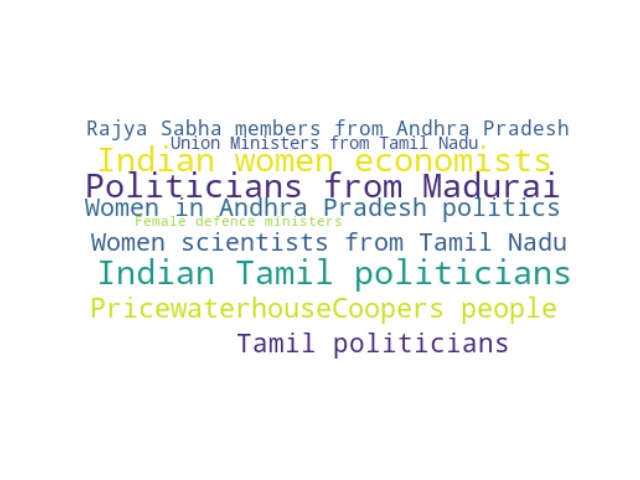 Rajya Sabha members from Andhra Pradesh
Union Ministers from Tamil Nadu
Indian women economists
Politicians from Madurai
Women in Andhra Pradesh politics
Female defence ministers
Women scientists from Tamil Nadu
Indian Tamil politicians
PricewaterhouseCoopers people
Tamil politicians